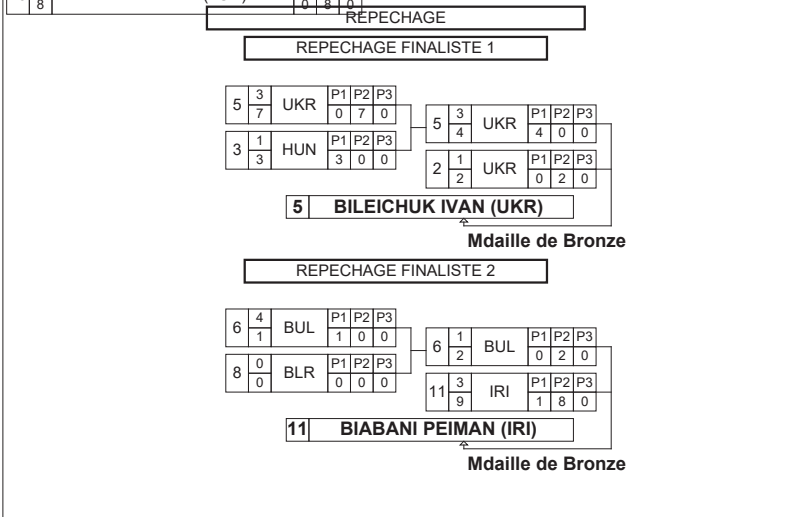 8 0 8 0
REPECHAGE
REPECHAGE FINALISTE 1
5 3 UKR P1 P2 P3
7 0 7 0
3 1 HUN P1 P2 P3
3 3 0 0
5 3 UKR P1 P2 P3
4 4 0 0
2 1 UKR P1 P2 P3
2 0 2 0
5 BILEICHUK IVAN (UKR)
Mdaille de Bronze
REPECHAGE FINALISTE 2
6 4 BUL P1 P2 P3
1 1 0 0
8 0 BLR P1 P2 P3
0 0 0 0
6 1 BUL P1 P2 P3
2 0 2 0
11 3 IRI P1 P2 P3
9 1 8 0
11 BIABANI PEIMAN (IRI)
Mdaille de Bronze